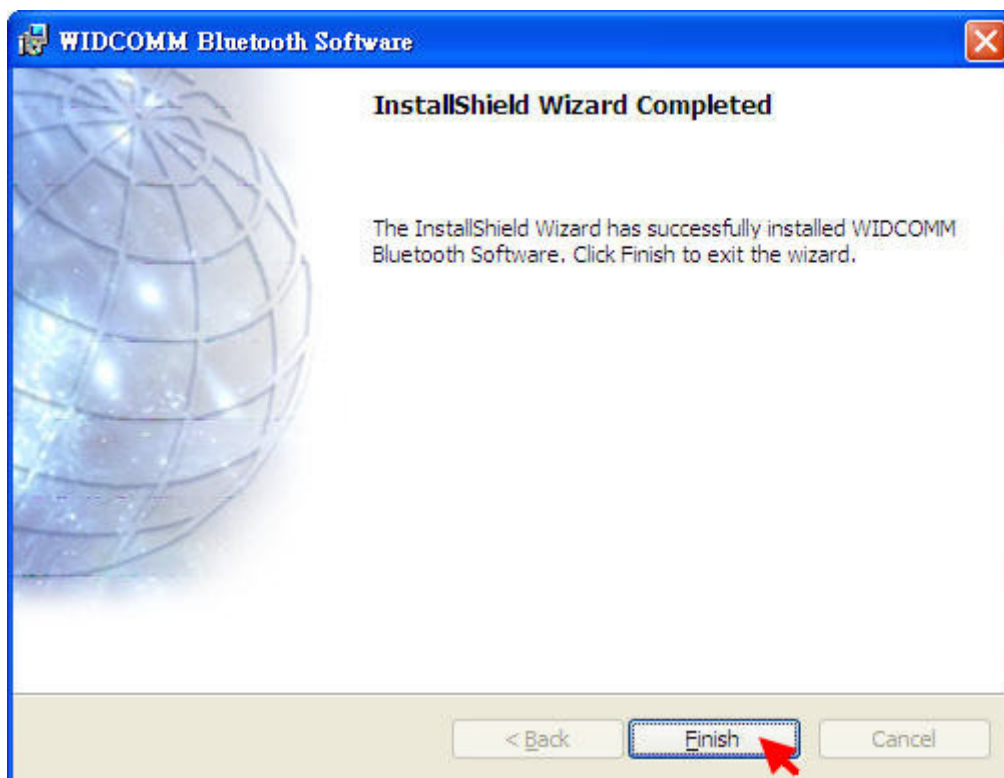 WIDCOMM Bluetooth Software
InstallShield Wizard Completed
The InstallShield Wizard has successfully installed WIDCOMM
Bluetooth Software. Click Finish to exit the wizard.
< Back
Finish
Cancel